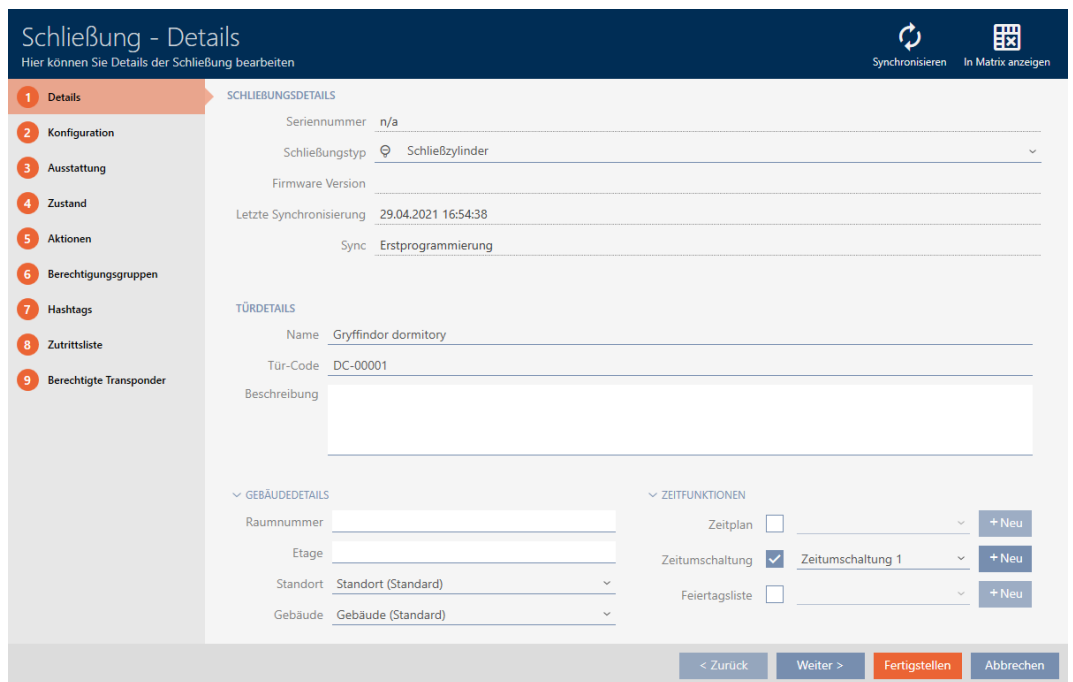 Schließung - Details
Hier können Sie Details der Schließung bearbeiten
Synchronisieren
In Matrix anzeigen
1 Details
2 Konfiguration
3 Ausstattung
4 Zustand
5 Aktionen
6 Berechtigungsgruppen
7 Hashtags
8 Zutrittsliste
9 Berechtigte Transponder
SCHLIEßUNGSDETAILS
Seriennummer n/a
Schließungstyp Schließzylinder
Firmware Version
Letzte Synchronisierung 29.04.2021 16:54:38
Sync Erstprogrammierung
TÜRDETAILS
Name Gryffindor dormitory
Tür-Code DC-00001
Beschreibung
GEBÄUDEDETAILS
Raumnummer
Etage
Standort Standort (Standard)
Gebäude Gebäude (Standard)
ZEITFUNKTIONEN
Zeitplan + Neu
Zeitumschaltung Zeitumschaltung 1 + Neu
Feiertagsliste + Neu
< Zurück Weiter > Fertigstellen Abbrechen